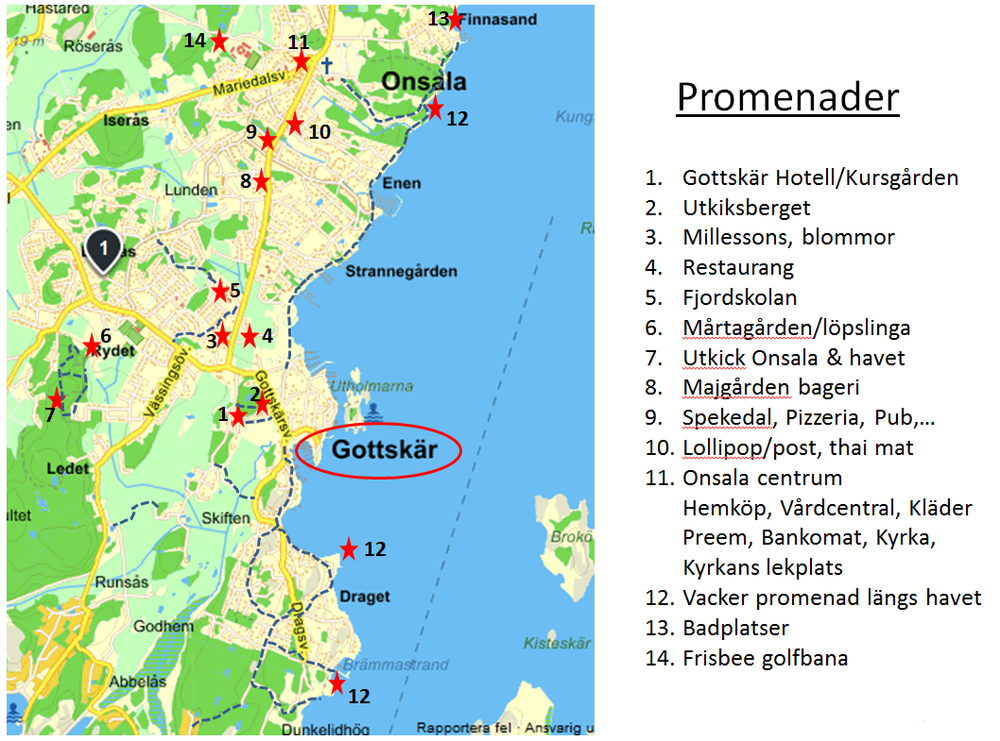 Hastared
19 m
Röserås
14
11
13
Finnasand
Mariedalsv.
Onsala
Iserås
12
en
9
10
Kung
Lunden
8
Enen
1
ås
R
Strannegården
5
3
4
6
Rydet
Vässingsöv.
Utholmarna
7
1
2
Gottskärsv.
Gottskär
Ledet
ltet
Skiften
12
Brokö
Runsås
Draget
Godhem
Dragsv.
Kisteskär
Brämmastrand
Abbelås
12
Dunkelidhög
Rapportera fel · Ansvarig u
Promenader
1. Gottskär Hotell/Kursgården
2. Utkiksberget
3. Millessons, blommor
4. Restaurang
5. Fjordskolan
6. Mårtagården/löpslinga
7. Utkick Onsala & havet
8. Majgården bageri
9. Spekedal, Pizzeria, Pub,...
10. Lollipop/post, thai mat
11. Onsala centrum
Hemköp, Vårdcentral, Kläder
Preem, Bankomat, Kyrka,
Kyrkans lekplats
12. Vacker promenad längs havet
13. Badplatser
14. Frisbee golfbana